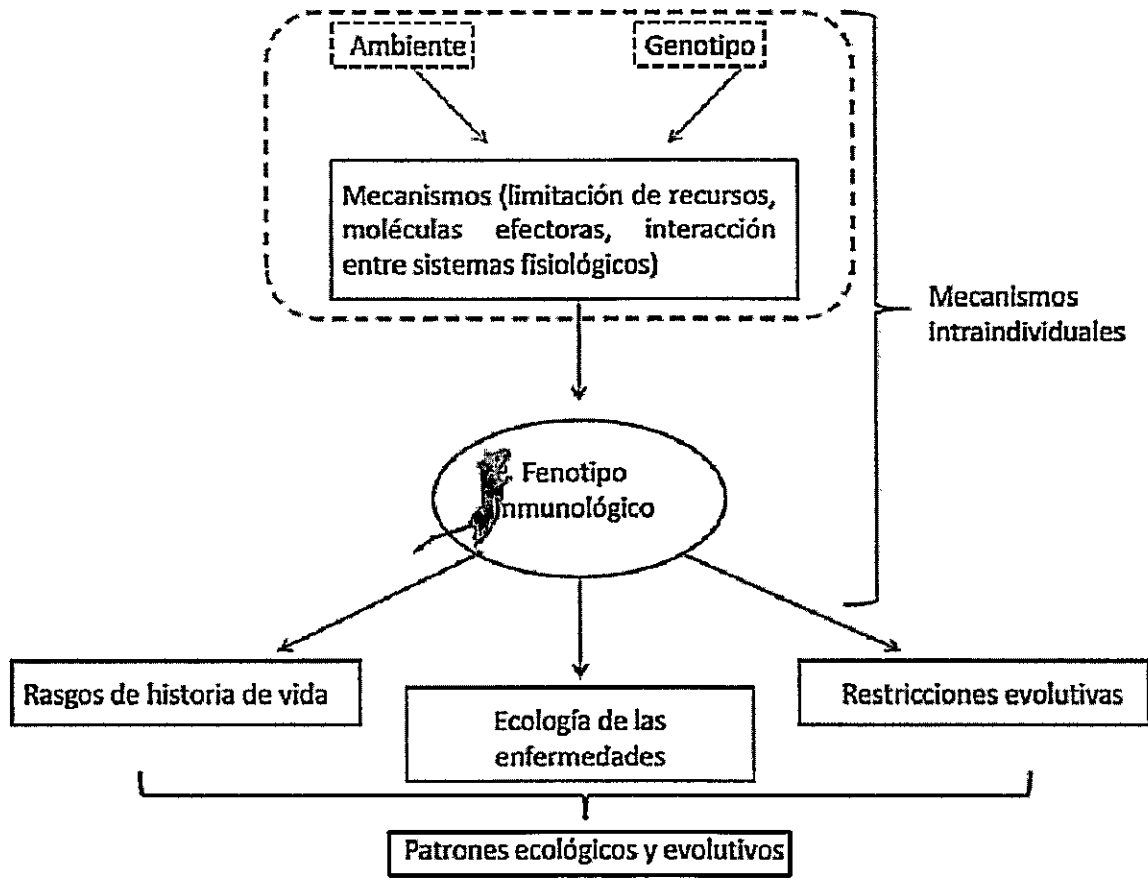 Ambiente
Genotipo
Mecanismos (limitación de recursos,
moléculas efectoras, interacción
entre sistemas fisiológicos)
Mecanismos
intraindividuales
Fenotipo
inmunológico
Rasgos de historia de vida
Ecología de las
enfermedades
Restricciones evolutivas
Patrones ecológicos y evolutivos